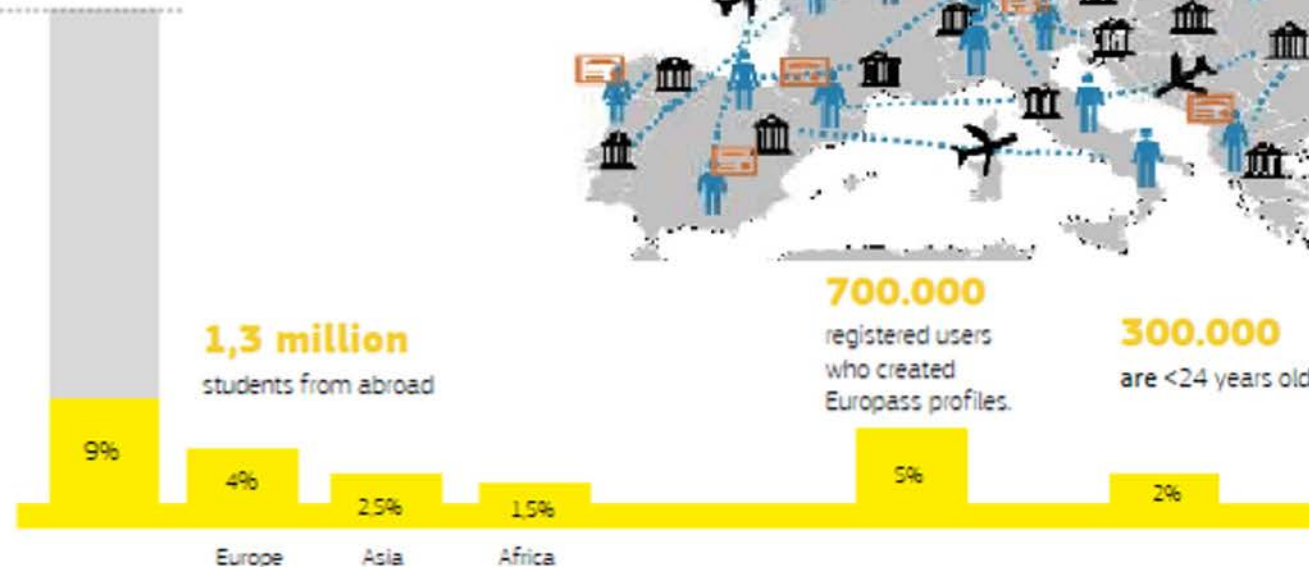 700.000
registered users
who created
Europass profiles.
300.000
are <24 years old
1,3 million
students from abroad
9%
4%
2.5%
1,5%
5%
2%
Europe
Asia
Africa